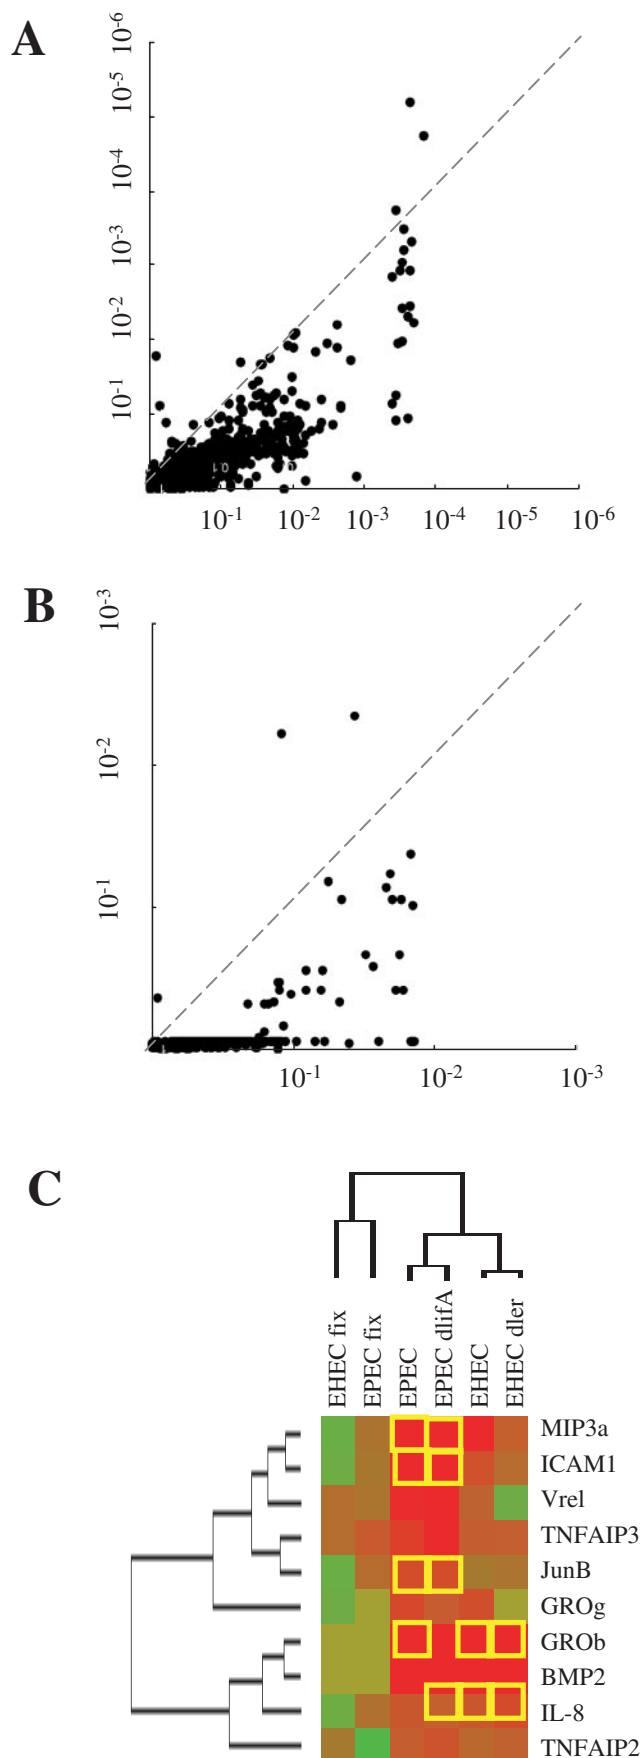 A
10-6
10-5
10-4
10-3
10-2
10-1
10-1 10-2 10-3 10-4 10-5 10-6
B
10-3
10-2
10-1
10-1 10-2 10-3
C
EHEC fix
EPEC fix
EPEC
EPEC dlifA
EHEC
EHEC dler
MIP3a
ICAM1
Vrel
TNFAIP3
JunB
GROg
GROb
BMP2
IL-8
TNFAIP2